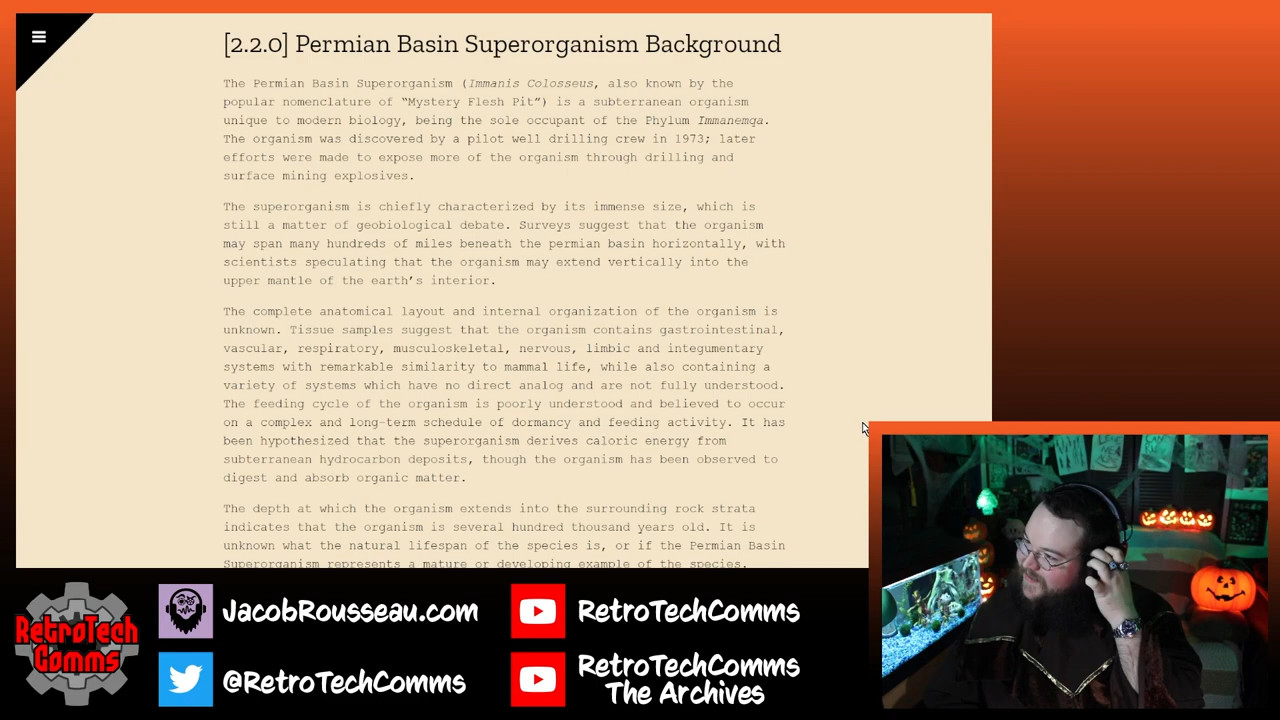 [2.2.0] Permian Basin Superorganism Background
The Permian Basin Superorganism (Immanis Colosseus, also known by the
popular nomenclature of “Mystery Flesh Pit”) is a subterranean organism
unique to modern biology, being the sole occupant of the Phylum Immanemqa.
The organism was discovered by a pilot well drilling crew in 1973; later
efforts were made to expose more of the organism through drilling and
surface mining explosives.
The superorganism is chiefly characterized by its immense size, which is
still a matter of geobiological debate. Surveys suggest that the organism
may span many hundreds of miles beneath the permian basin horizontally, with
scientists speculating that the organism may extend vertically into the
upper mantle of the earth’s interior.
The complete anatomical layout and internal organization of the organism is
unknown. Tissue samples suggest that the organism contains gastrointestinal,
vascular, respiratory, musculoskeletal, nervous, limbic and integumentary
systems with remarkable similarity to mammal life, while also containing a
variety of systems which have no direct analog and are not fully understood.
The feeding cycle of the organism is poorly understood and believed to occur
on a complex and long-term schedule of dormancy and feeding activity. It has
been hypothesized that the superorganism derives caloric energy from
subterranean hydrocarbon deposits, though the organism has been observed to
digest and absorb organic matter.
The depth at which the organism extends into the surrounding rock strata
indicates that the organism is several hundred thousand years old. It is
unknown what the natural lifespan of the species is, or if the Permian Basin
Superorganism represents a mature or developing example of the species.
RetroTech
Comms
JacobRousseau.com
@RetroTechComms
RetroTechComms
RetroTechComms
The Archives